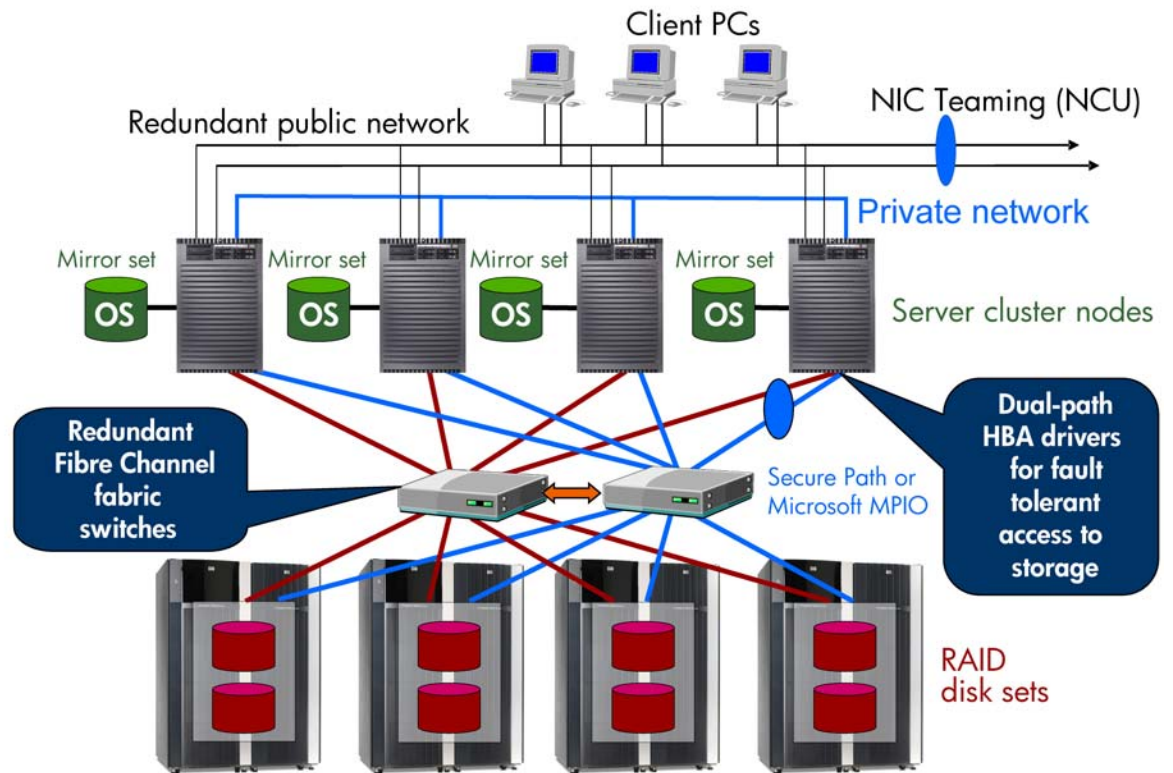 Client PCs
NIC Teaming (NCU)
Redundant public network
Private network
Mirror set
OS
Mirror set
OS
Mirror set
OS
Mirror set
OS
Server cluster nodes
Redundant
Fibre Channel
fabric
switches
Secure Path or
Microsoft MPIO
Dual-path
HBA drivers
for fault
tolerant
access to
storage
RAID
disk sets